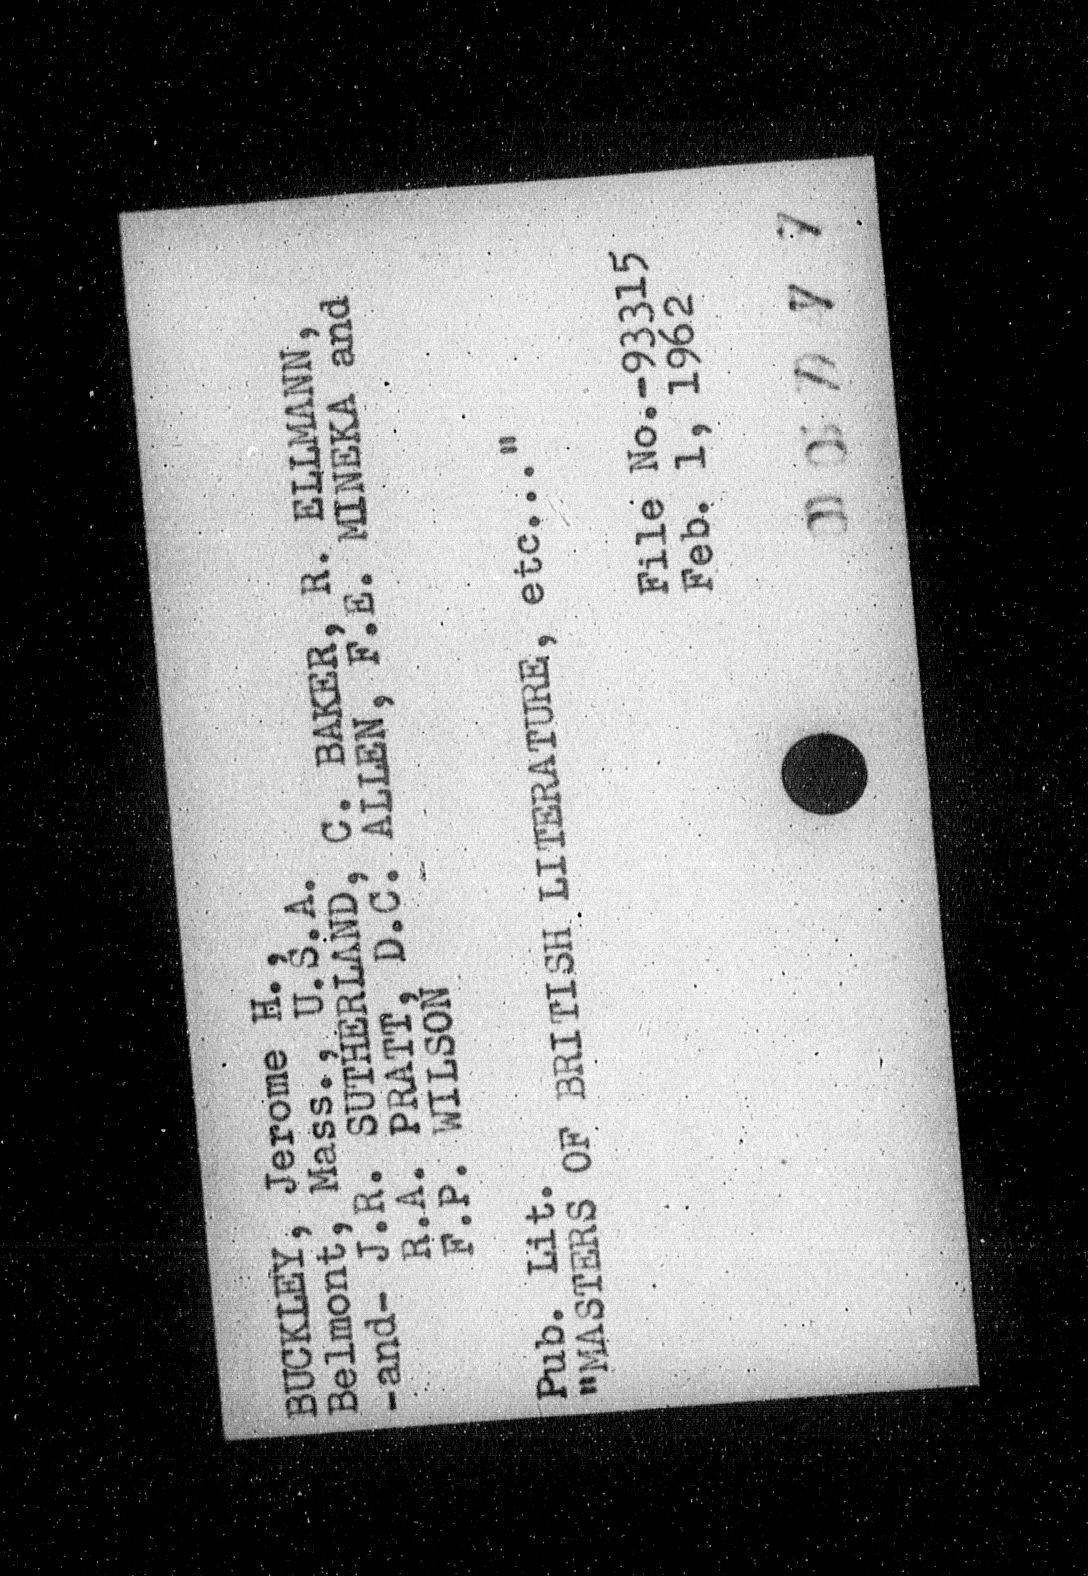 BUCKLEY, Jerome H.,
Belmont, Mass., U.S.A.
-and- J.R. SUTHERLAND, C. BAKER, R. ELLMANN,
R.A. PRATT, D.C. ALLEN, F.E. MINEKA and
F.P. WILSON
Pub. Lit.
"MASTERS OF BRITISH LITERATURE, etc..."
File No.-93315
Feb. 1, 1962